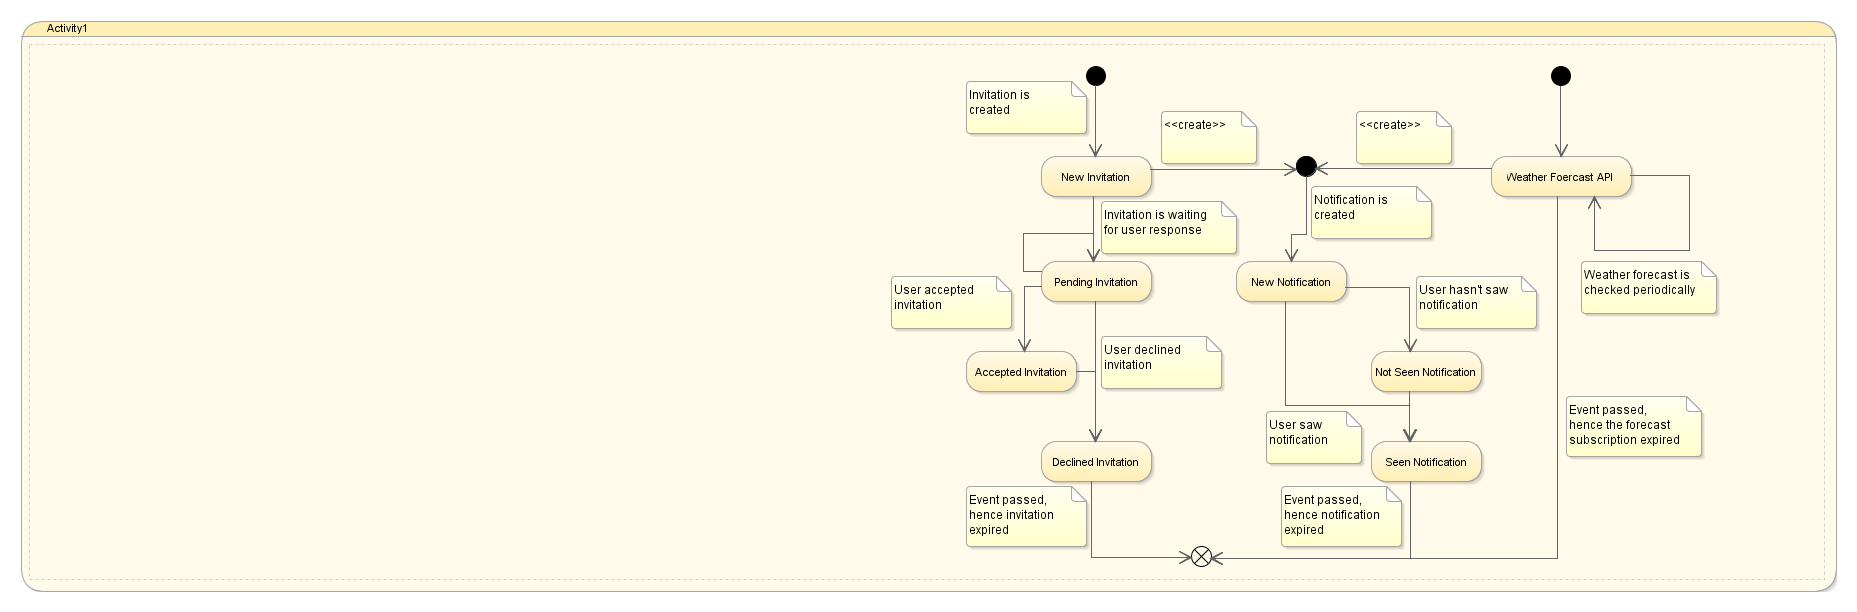 Activity1
Invitation is
created
<<create>>
<<create>>
New Invitation
Weather Foercast API
Notification is
created
Invitation is waiting
for user response
Weather forecast is
checked periodically
Pending Invitation
New Notification
User accepted
invitation
User hasn't saw
notification
User declined
invitation
Accepted Invitation
Not Seen Notification
Event passed,
hence the forecast
subscription expired
User saw
notification
Declined Invitation
Seen Notification
Event passed,
hence invitation
expired
Event passed,
hence notification
expired